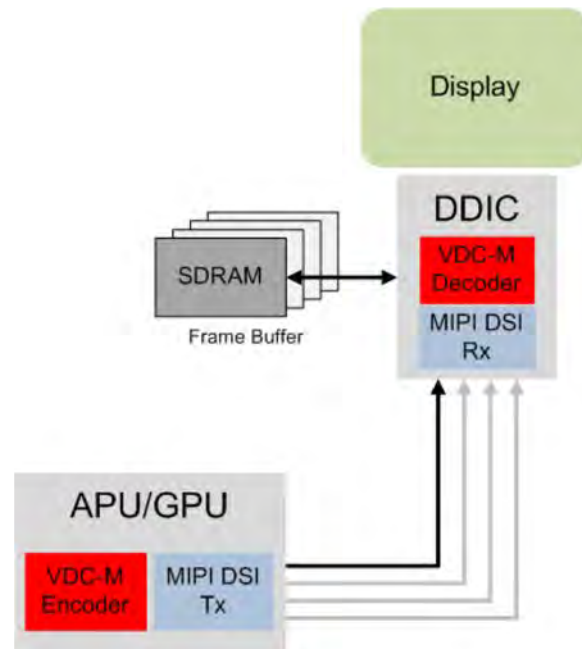 Display
DDIC
VDC-M
Decoder
MIPI DSI
Rx
SDRAM
Frame Buffer
APU/GPU
VDC-M
Encoder
MIPI DSI
Tx